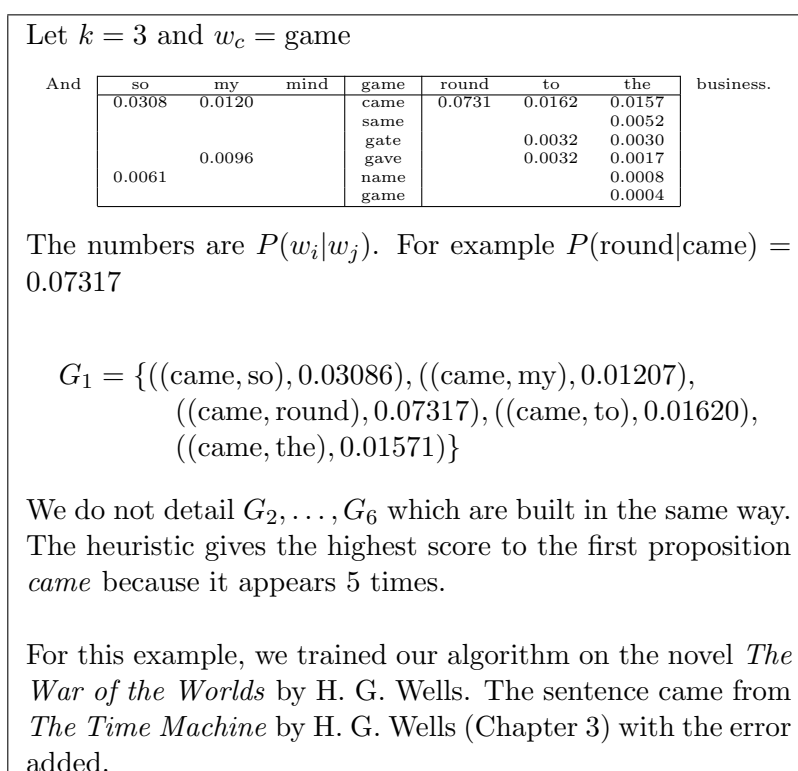 Let k = 3 and w_c = game
And so my mind game round to the business.
0.0308 0.0120 came 0.0731 0.0162 0.0157
same 0.0052
gate 0.0032 0.0030
0.0096 gave 0.0032 0.0017
0.0061 name 0.0008
game 0.0004
The numbers are P(w_i|w_j). For example P(round|came) =
0.07317
G_1 = {((came, so), 0.03086), ((came, my), 0.01207),
((came, round), 0.07317), ((came, to), 0.01620),
((came, the), 0.01571)}
We do not detail G_2, . . . , G_6 which are built in the same way.
The heuristic gives the highest score to the first proposition
came because it appears 5 times.
For this example, we trained our algorithm on the novel The
War of the Worlds by H. G. Wells. The sentence came from
The Time Machine by H. G. Wells (Chapter 3) with the error
added.